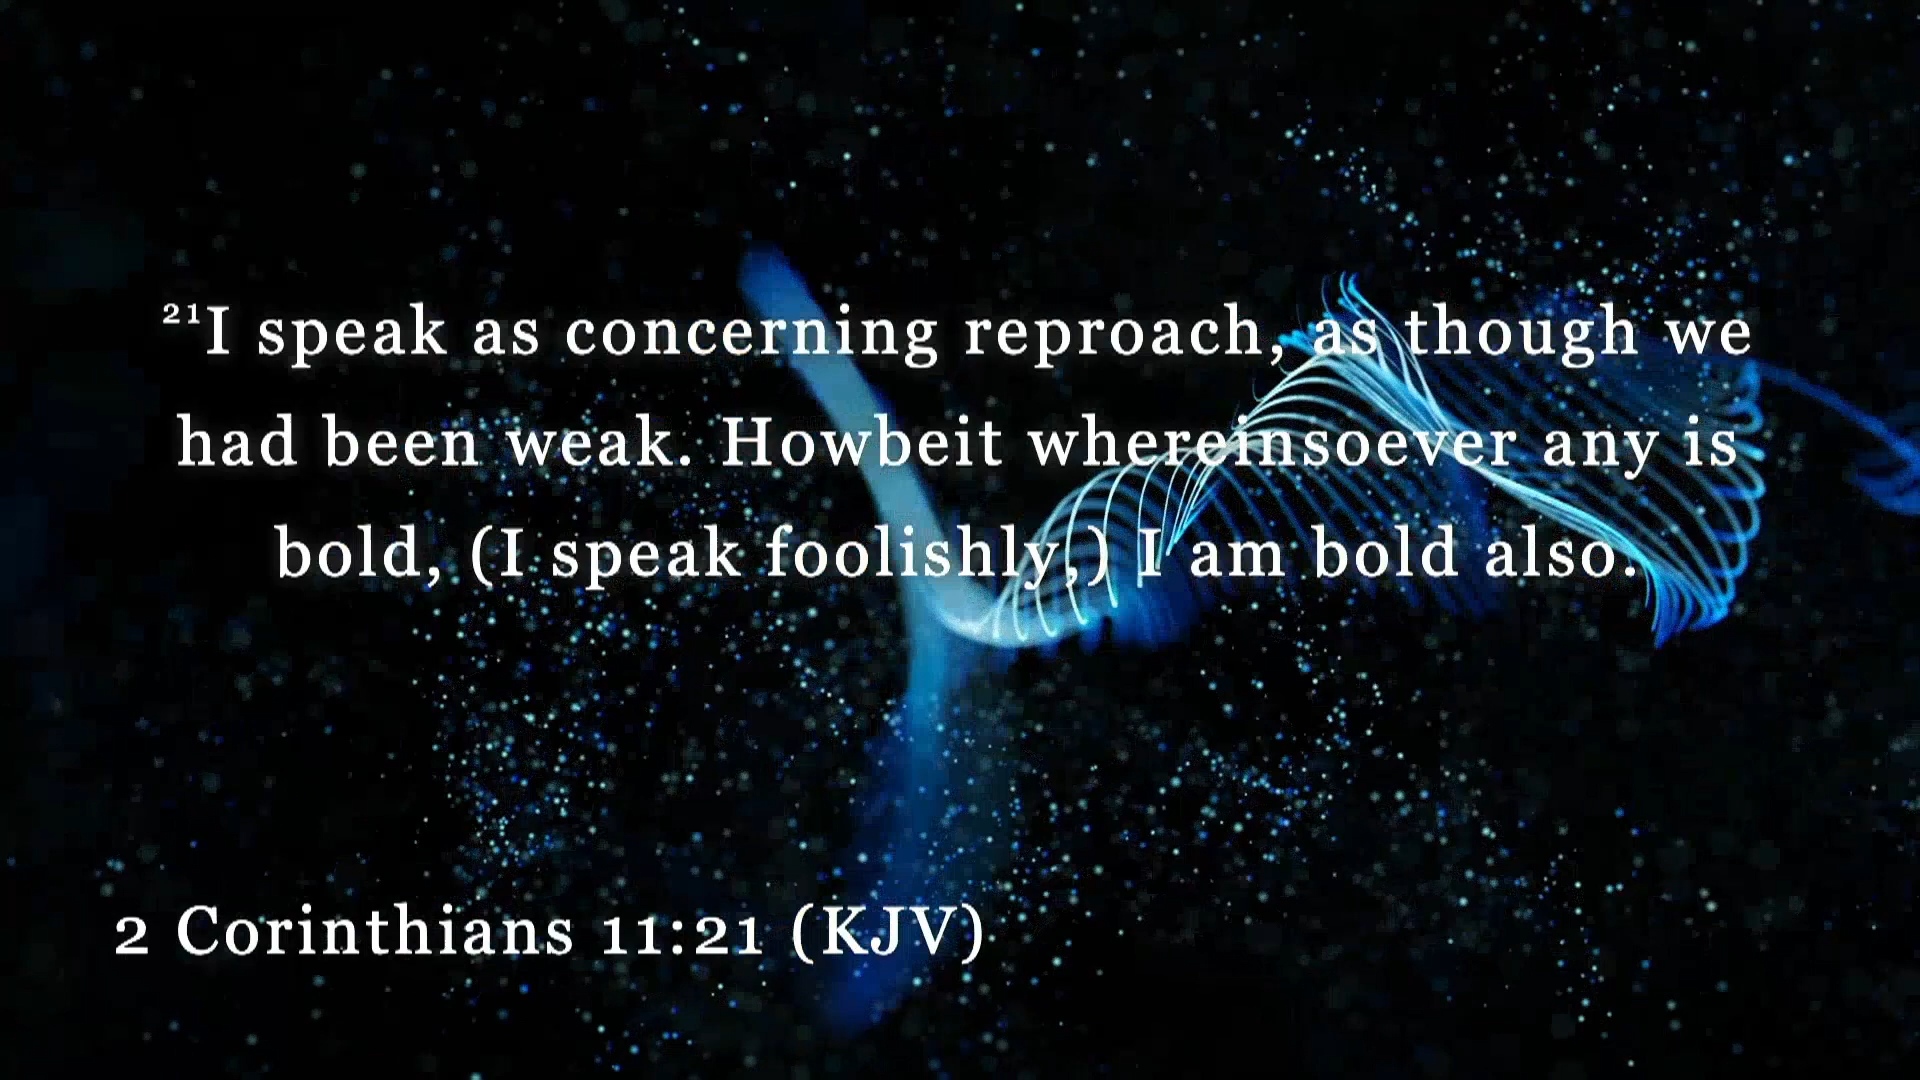 ²¹I speak as concerning reproach, as though we
had been weak. Howbeit whereinsoever any is
bold, (I speak foolishly,) I am bold also.
2 Corinthians 11:21 (KJV)